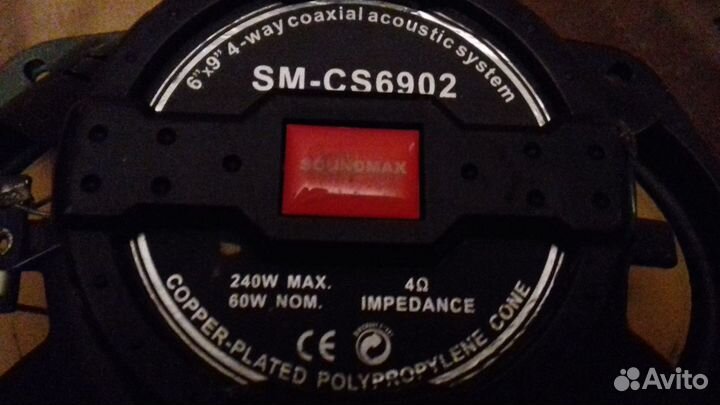 6"x9" 4-way coaxial acoustic system
SM-CS6902
SOUNDMAX
240W MAX.
60W NOM.
4Ω
IMPEDANCE
CE
COPPER-PLATED POLYPROPYLENE CONE
Avito